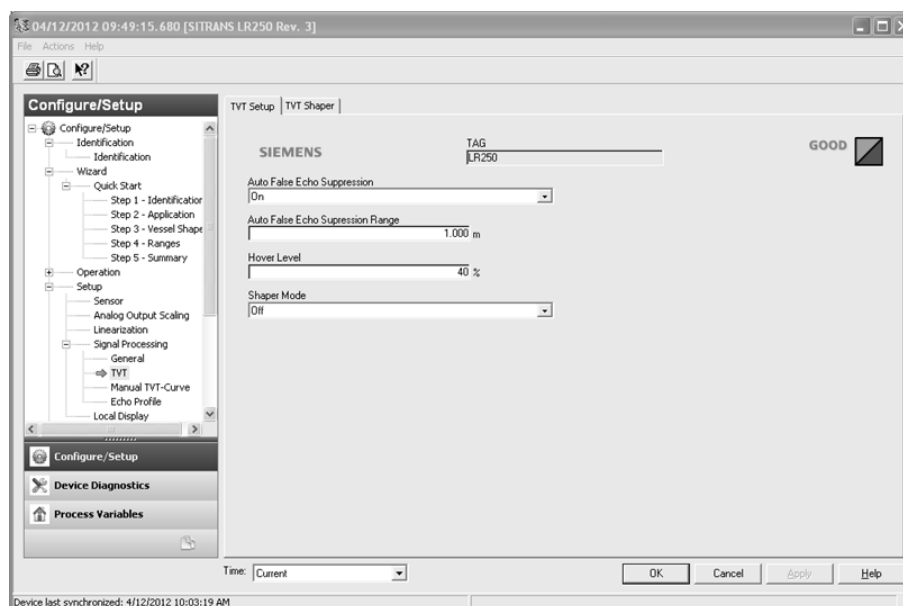 04/12/2012 09:49:15.680 [SITRANS LR250 Rev. 3]
File Actions Help
Configure/Setup
Configure/Setup
Identification
Identification
Wizard
Quick Start
Step 1 - Identification
Step 2 - Application
Step 3 - Vessel Shape
Step 4 - Ranges
Step 5 - Summary
Operation
Setup
Sensor
Analog Output Scaling
Linearization
Signal Processing
General
TVT
Manual TVT-Curve
Echo Profile
Local Display
Configure/Setup
Device Diagnostics
Process Variables
TVT Setup TVT Shaper
SIEMENS
TAG
LR250
GOOD
Auto False Echo Suppression
On
Auto False Echo Supression Range
1.000 m
Hover Level
40 %
Shaper Mode
Off
Time: Current
OK Cancel Apply Help
Device last synchronized: 4/12/2012 10:03:19 AM